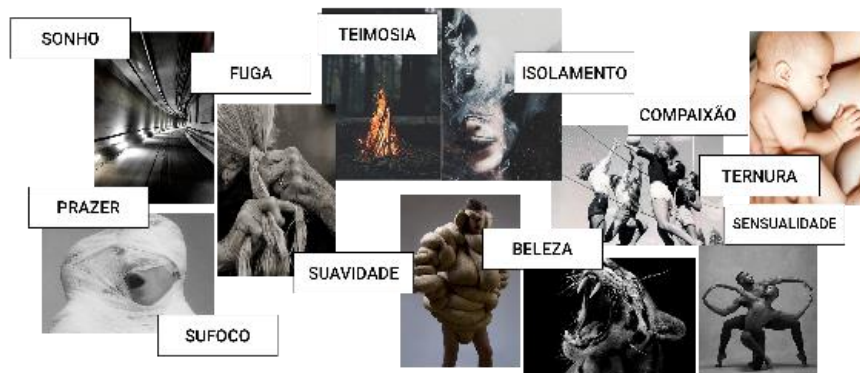 SONHO
FUGA
TEIMOSIA
ISOLAMENTO
COMPAIXÃO
TERNURA
PRAZER
SENSUALIDADE
SUAVIDADE
BELEZA
SUFOCO